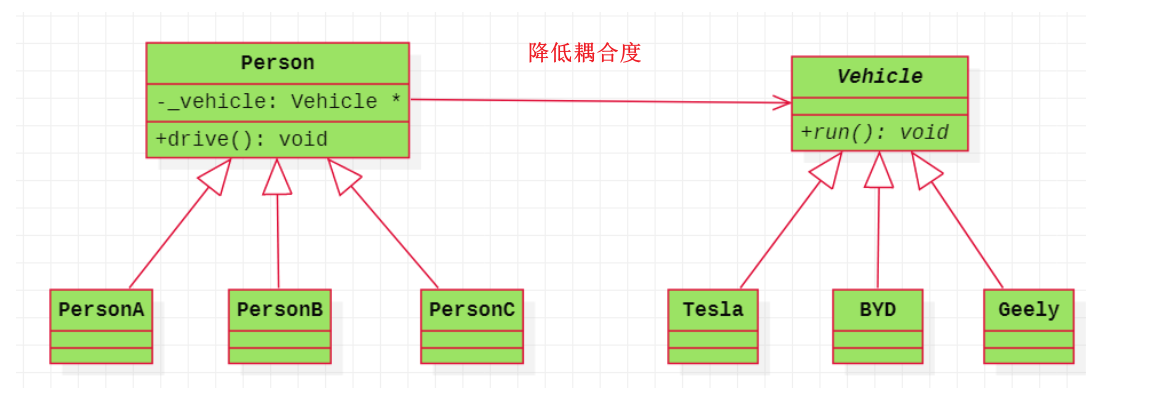 降低耦合度
Person
-_vehicle: Vehicle *
+drive(): void
Vehicle
+run(): void
PersonA
PersonB
PersonC
Tesla
BYD
Geely